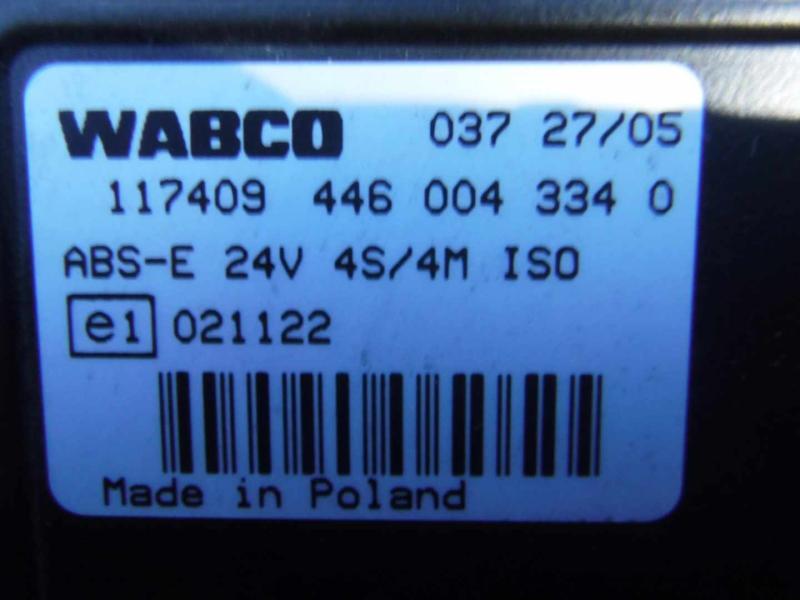 WABCO 037 27/05
117409 446 004 334 0
ABS-E 24V 4S/4M ISO
e1 021122
Made in Poland